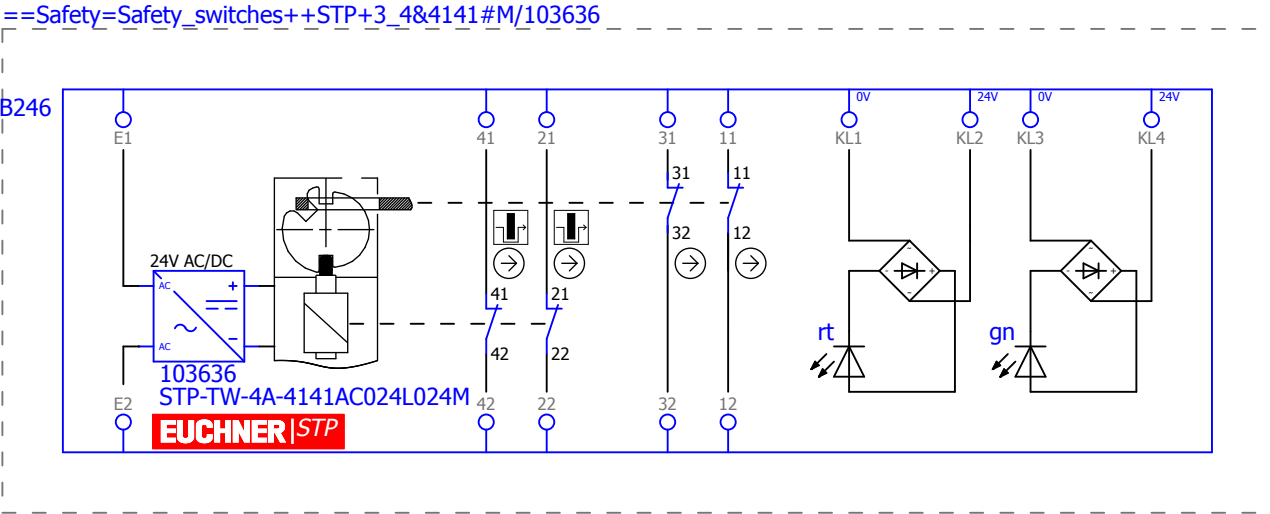 ==Safety=Safety_switches++STP+3_4&4141#M/103636
B246
0V 24V 0V 24V
E1 41 21 31 11 KL1 KL2 KL3 KL4
31 11
32 12
24V AC/DC
AC + ~ ~
- + - +
41 21
~ ~
rt gn
AC -
42 22
103636
STP-TW-4A-4141AC024L024M
E2 42 22 32 12
EUCHNER|STP